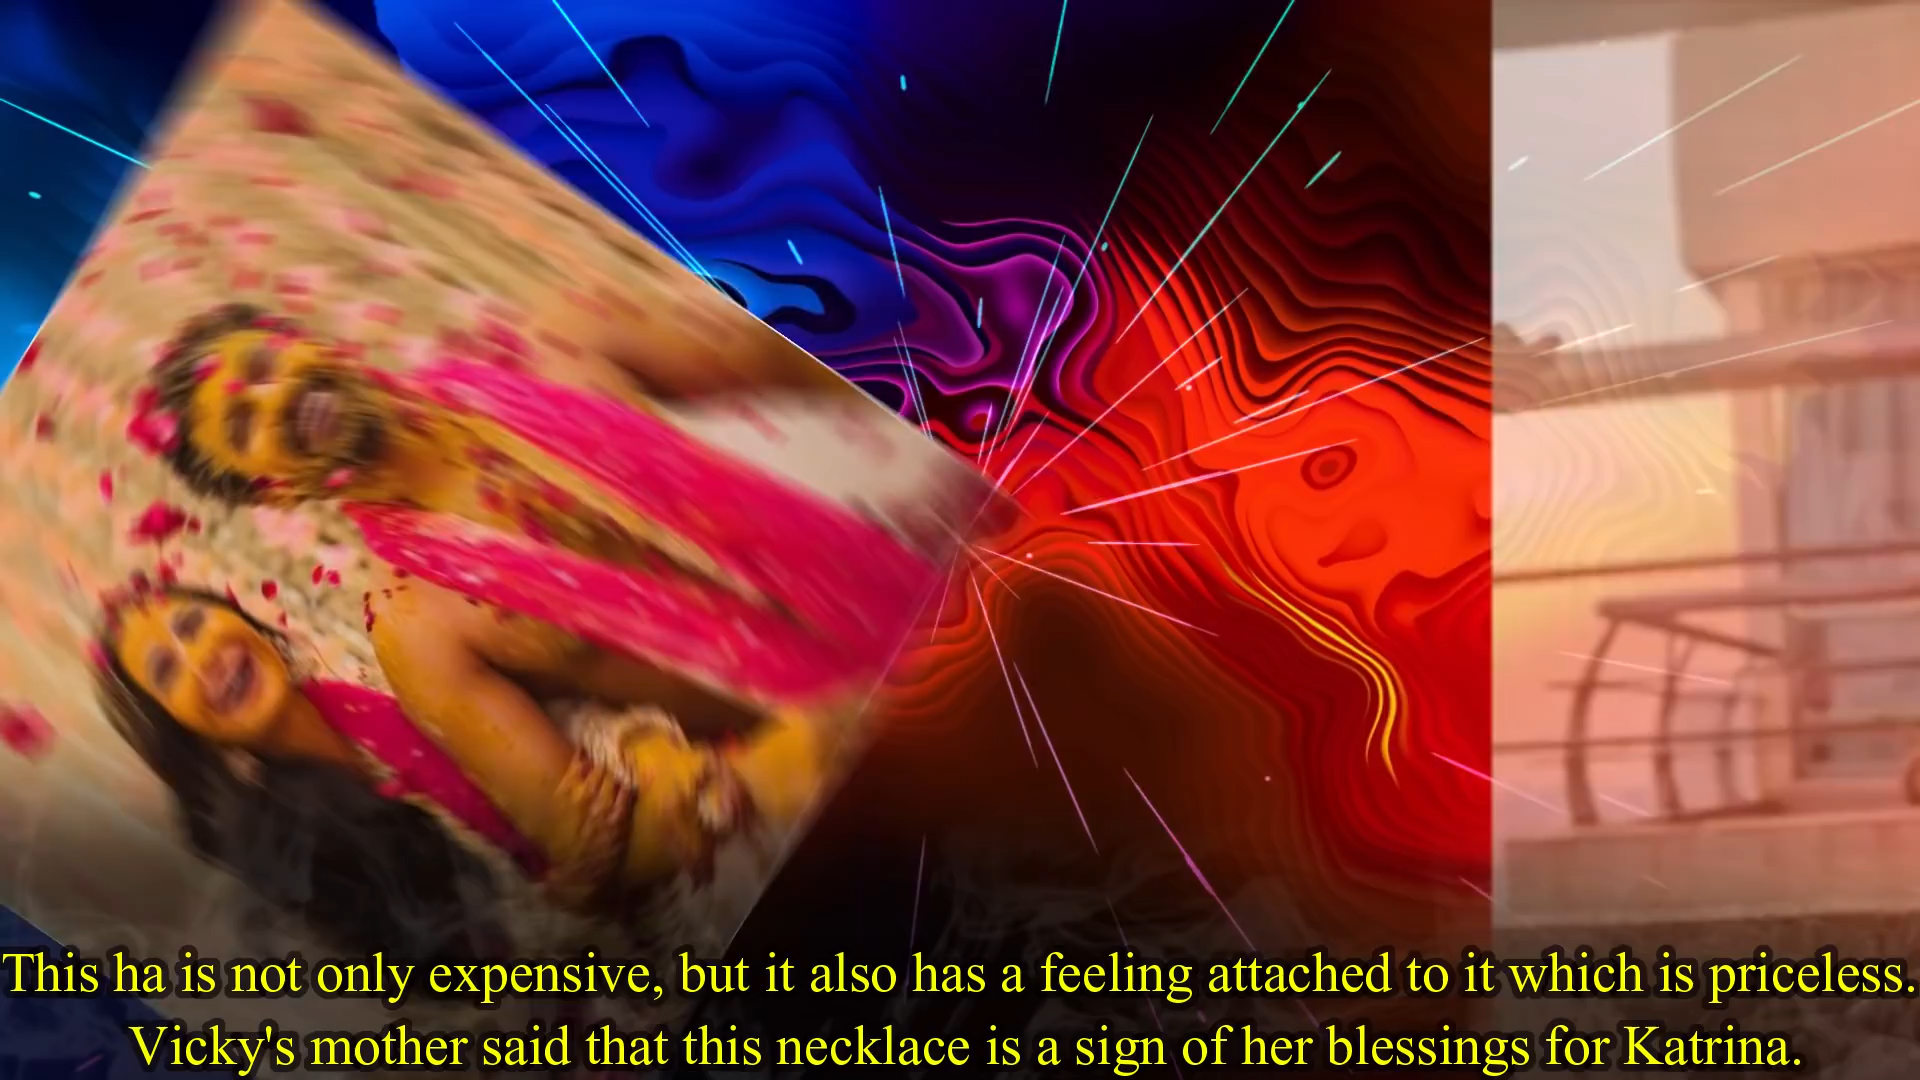 This ha is not only expensive, but it also has a feeling attached to it which is priceless.
Vicky's mother said that this necklace is a sign of her blessings for Katrina.